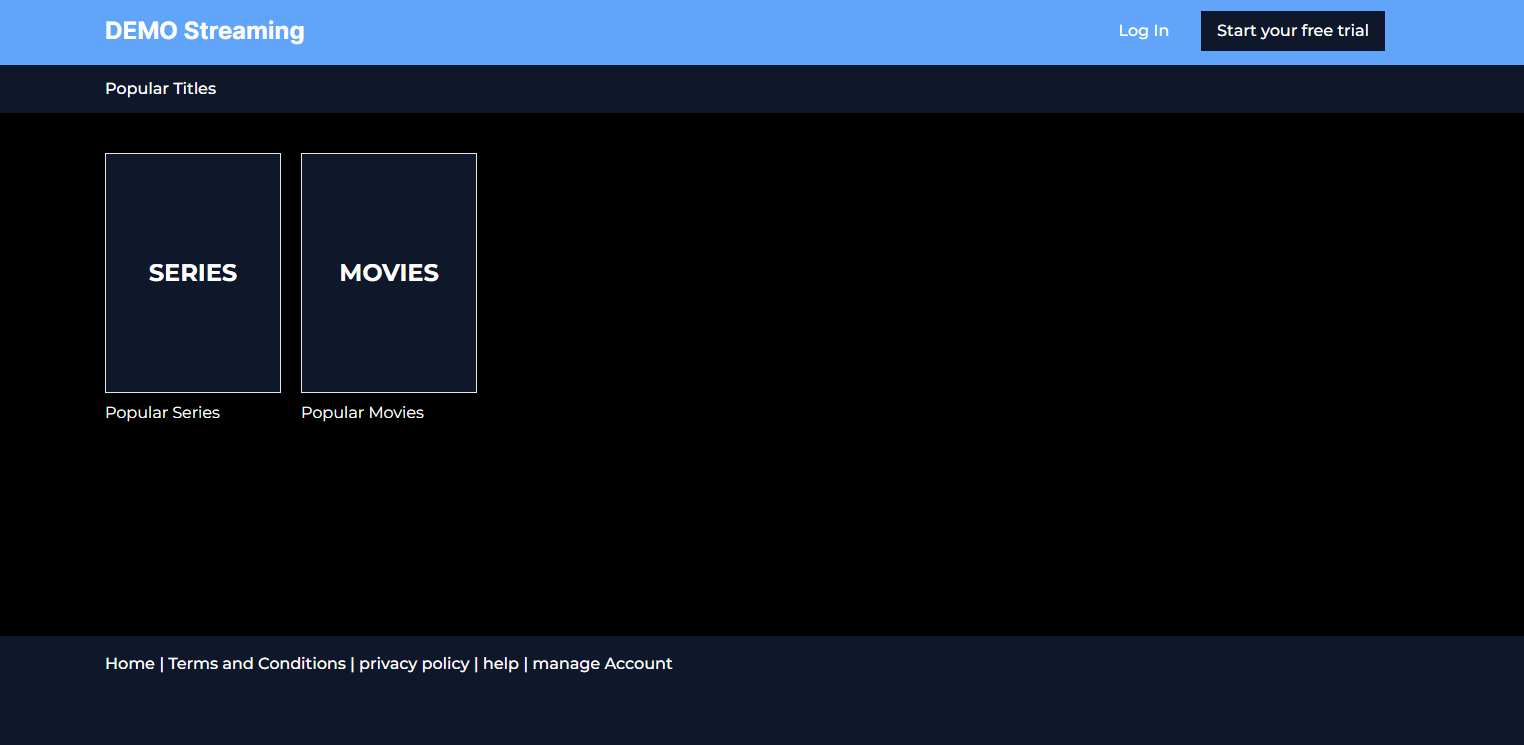 DEMO Streaming
Log In
Start your free trial
Popular Titles
SERIES
MOVIES
Popular Series
Popular Movies
Home | Terms and Conditions | privacy policy | help | manage Account